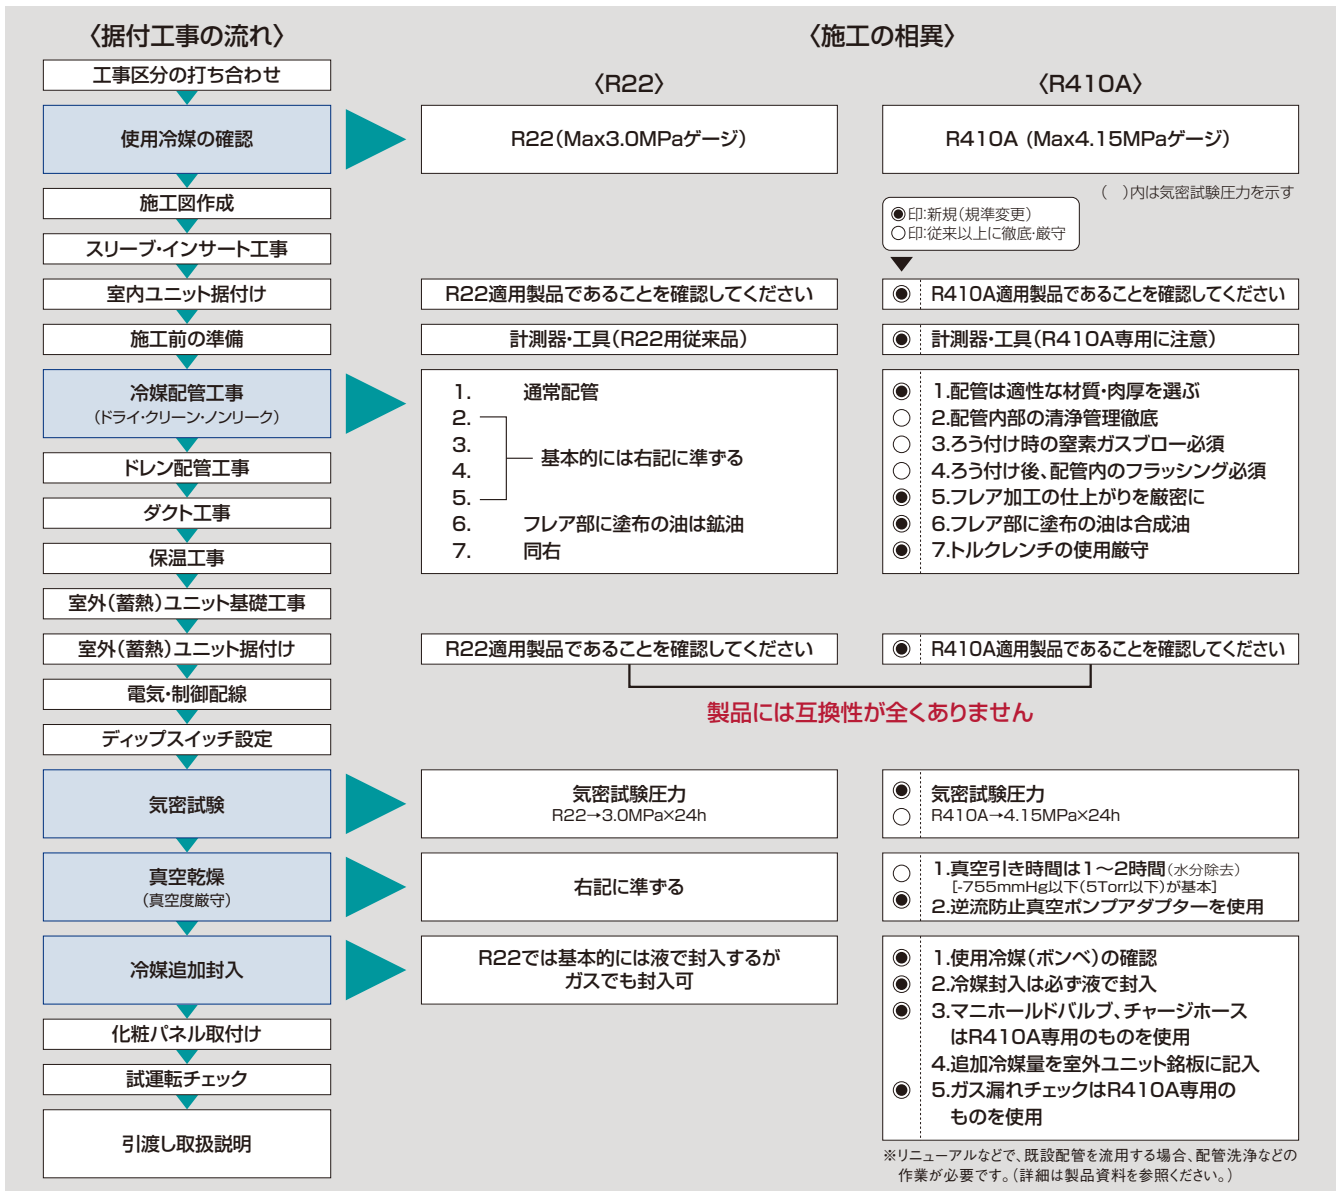 〈据付工事の流れ〉
〈施工の相異〉
工事区分の打ち合わせ
〈R22〉
〈R410A〉
使用冷媒の確認
R22(Max3.0MPaゲージ)
R410A (Max4.15MPaゲージ)
(　)内は気密試験圧力を示す
施工図作成
◉印:新規(規準変更)
○印:従来以上に徹底・厳守
スリーブ・インサート工事
室内ユニット据付け
R22適用製品であることを確認してください
◉ R410A適用製品であることを確認してください
施工前の準備
計測器・工具(R22用従来品)
◉ 計測器・工具(R410A専用に注意)
冷媒配管工事
(ドライ・クリーン・ノンリーク)
1. 通常配管
2.
3.
基本的には右記に準ずる
4.
5.
6. フレア部に塗布の油は鉱油
7. 同右
◉ 1.配管は適性な材質・肉厚を選ぶ
○ 2.配管内部の清浄管理徹底
○ 3.ろう付け時の窒素ガスブロー必須
○ 4.ろう付け後、配管内のフラッシング必須
◉ 5.フレア加工の仕上がりを厳密に
◉ 6.フレア部に塗布の油は合成油
◉ 7.トルクレンチの使用厳守
ドレン配管工事
ダクト工事
保温工事
室外(蓄熱)ユニット基礎工事
室外(蓄熱)ユニット据付け
R22適用製品であることを確認してください
◉ R410A適用製品であることを確認してください
製品には互換性が全くありません
電気・制御配線
ディップスイッチ設定
気密試験
気密試験圧力
R22→3.0MPa×24h
◉ 気密試験圧力
○ R410A→4.15MPa×24h
真空乾燥
(真空度厳守)
右記に準ずる
○ 1.真空引き時間は1〜2時間(水分除去)
[-755mmHg以下(5Torr以下)が基本]
◉ 2.逆流防止真空ポンプアダプターを使用
冷媒追加封入
R22では基本的には液で封入するが
ガスでも封入可
◉ 1.使用冷媒(ボンベ)の確認
◉ 2.冷媒封入は必ず液で封入
◉ 3.マニホールドバルブ、チャージホース
はR410A専用のものを使用
4.追加冷媒量を室外ユニット銘板に記入
◉ 5.ガス漏れチェックはR410A専用の
ものを使用
化粧パネル取付け
試運転チェック
引渡し取扱説明
※リニューアルなどで、既設配管を流用する場合、配管洗浄などの
作業が必要です。(詳細は製品資料を参照ください。)